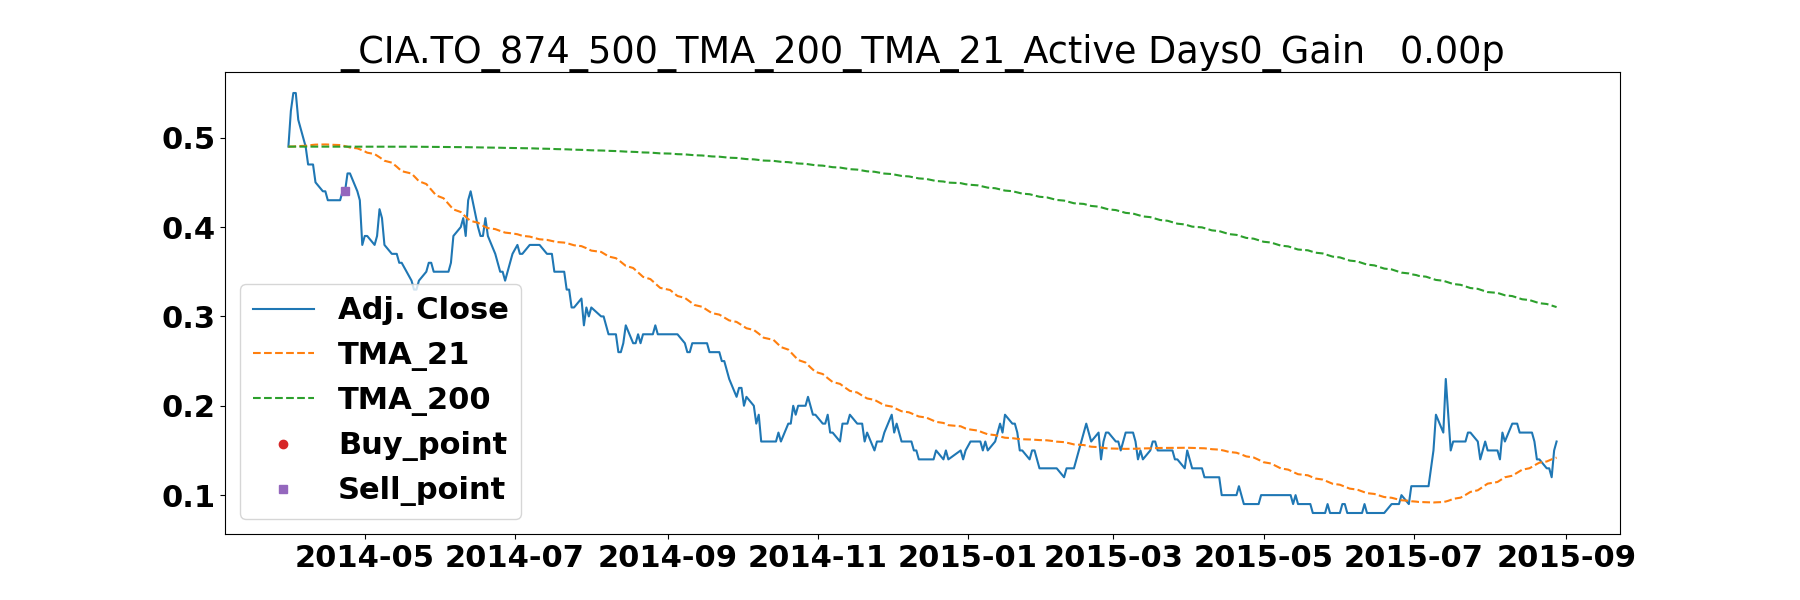 _CIA.TO_874_500_TMA_200_TMA_21_Active Days0_Gain   0.00p
0.5
0.4
0.3
0.2
0.1
Adj. Close
TMA_21
TMA_200
Buy_point
Sell_point
2014-05 2014-07 2014-09 2014-11 2015-01 2015-03 2015-05 2015-07 2015-09